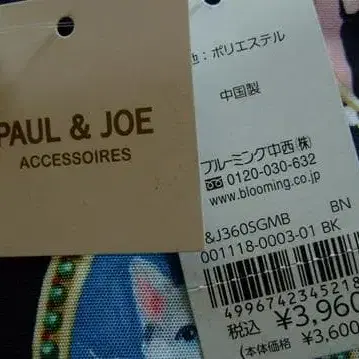 PAUL & JOE
ACCESSOIRES
地：ポリエステル
中国製
ブルーミング中西(株)
0120-030-632
www.blooming.co.jp
&J360SGMB BN
001118-0003-01 BK
4996742345218
税込 ¥3,960
(本体価格 ¥3,600